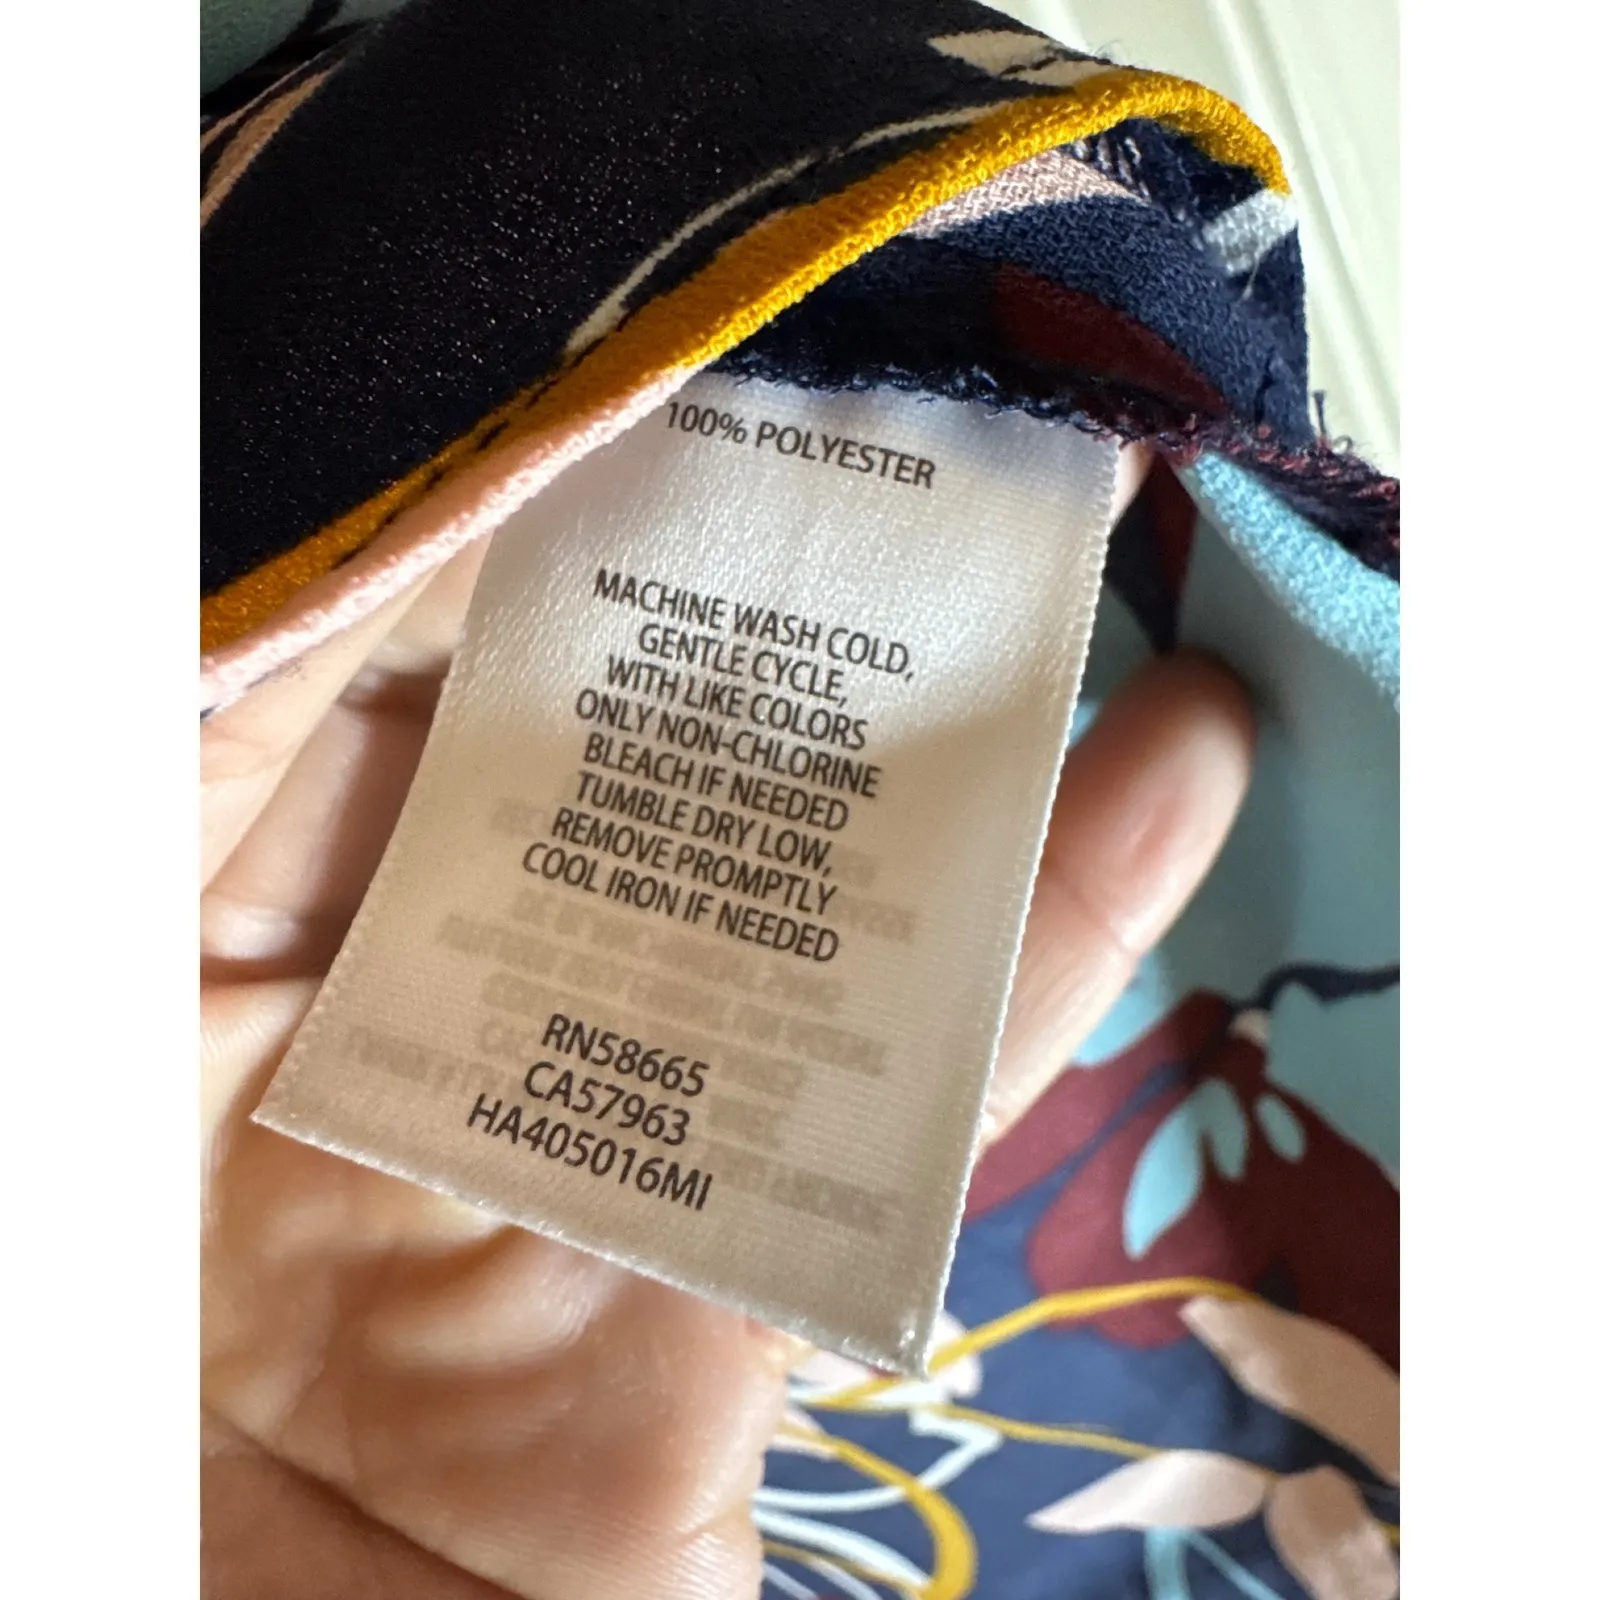 100% POLYESTER
MACHINE WASH COLD,
GENTLE CYCLE,
WITH LIKE COLORS
ONLY NON-CHLORINE
BLEACH IF NEEDED
TUMBLE DRY LOW,
REMOVE PROMPTLY
COOL IRON IF NEEDED
RN58665
CA57963
HA405016MI